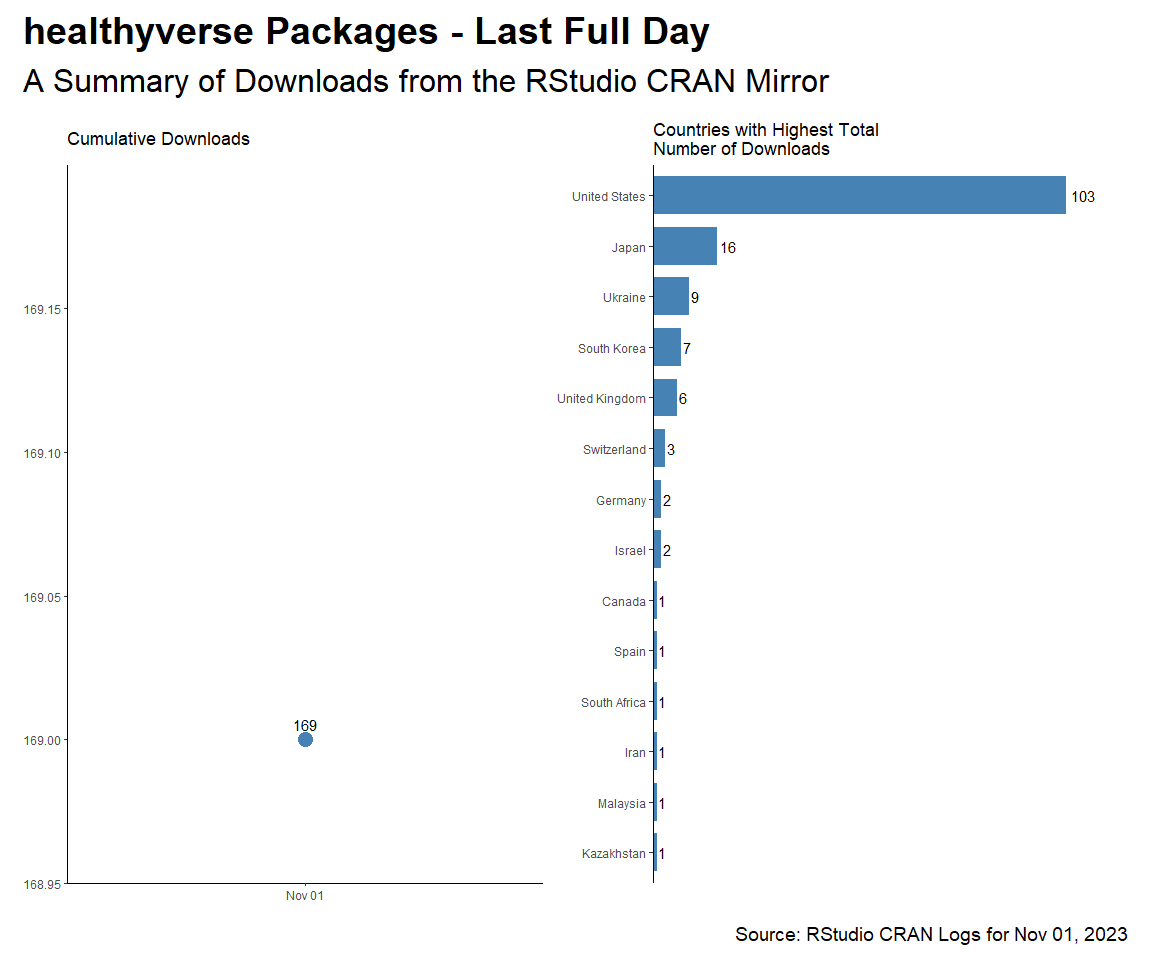 healthyverse Packages - Last Full Day
A Summary of Downloads from the RStudio CRAN Mirror
Cumulative Downloads
169.15
169.10
169.05
169.00
168.95
169
Nov 01
Countries with Highest Total
Number of Downloads
United States 103
Japan 16
Ukraine 9
South Korea 7
United Kingdom 6
Switzerland 3
Germany 2
Israel 2
Canada 1
Spain 1
South Africa 1
Iran 1
Malaysia 1
Kazakhstan 1
Source: RStudio CRAN Logs for Nov 01, 2023